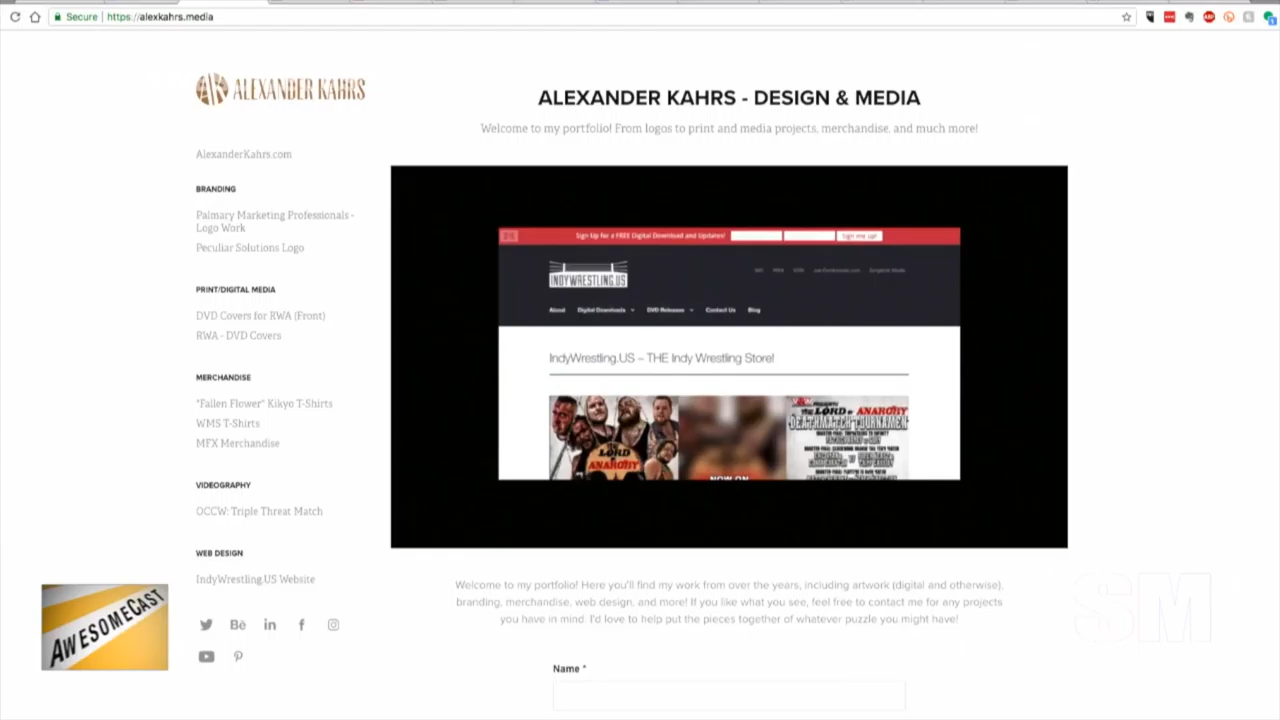 Secure
https://alexkahrs.media
ABP
AK ALEXANDER KAHRS
AlexanderKahrs.com
BRANDING
Palmary Marketing Professionals -
Logo Work
Peculiar Solutions Logo
PRINT/DIGITAL MEDIA
DVD Covers for RWA (Front)
RWA - DVD Covers
MERCHANDISE
"Fallen Flower" Kikyo T-Shirts
WMS T-Shirts
MFX Merchandise
VIDEOGRAPHY
OCCW: Triple Threat Match
WEB DESIGN
IndyWrestling.US Website
AWESOMECAST
ALEXANDER KAHRS - DESIGN & MEDIA
Welcome to my portfolio! From logos to print and media projects, merchandise, and much more!
Sign Up for a FREE Digital Download and Updates!
Sign me up!
INDYWRESTLING.US
About
Digital Downloads
DVD Releases
Contact Us
Blog
IndyWrestling.US – THE Indy Wrestling Store!
LORD of ANARCHY
NOW ON
THE LORD of ANARCHY
DEATHMATCH TOURNAMENT
Welcome to my portfolio! Here you'll find my work from over the years, including artwork (digital and otherwise),
branding, merchandise, web design, and more! If you like what you see, feel free to contact me for any projects
you have in mind. I'd love to help put the pieces together of whatever puzzle you might have!
Name *
SM